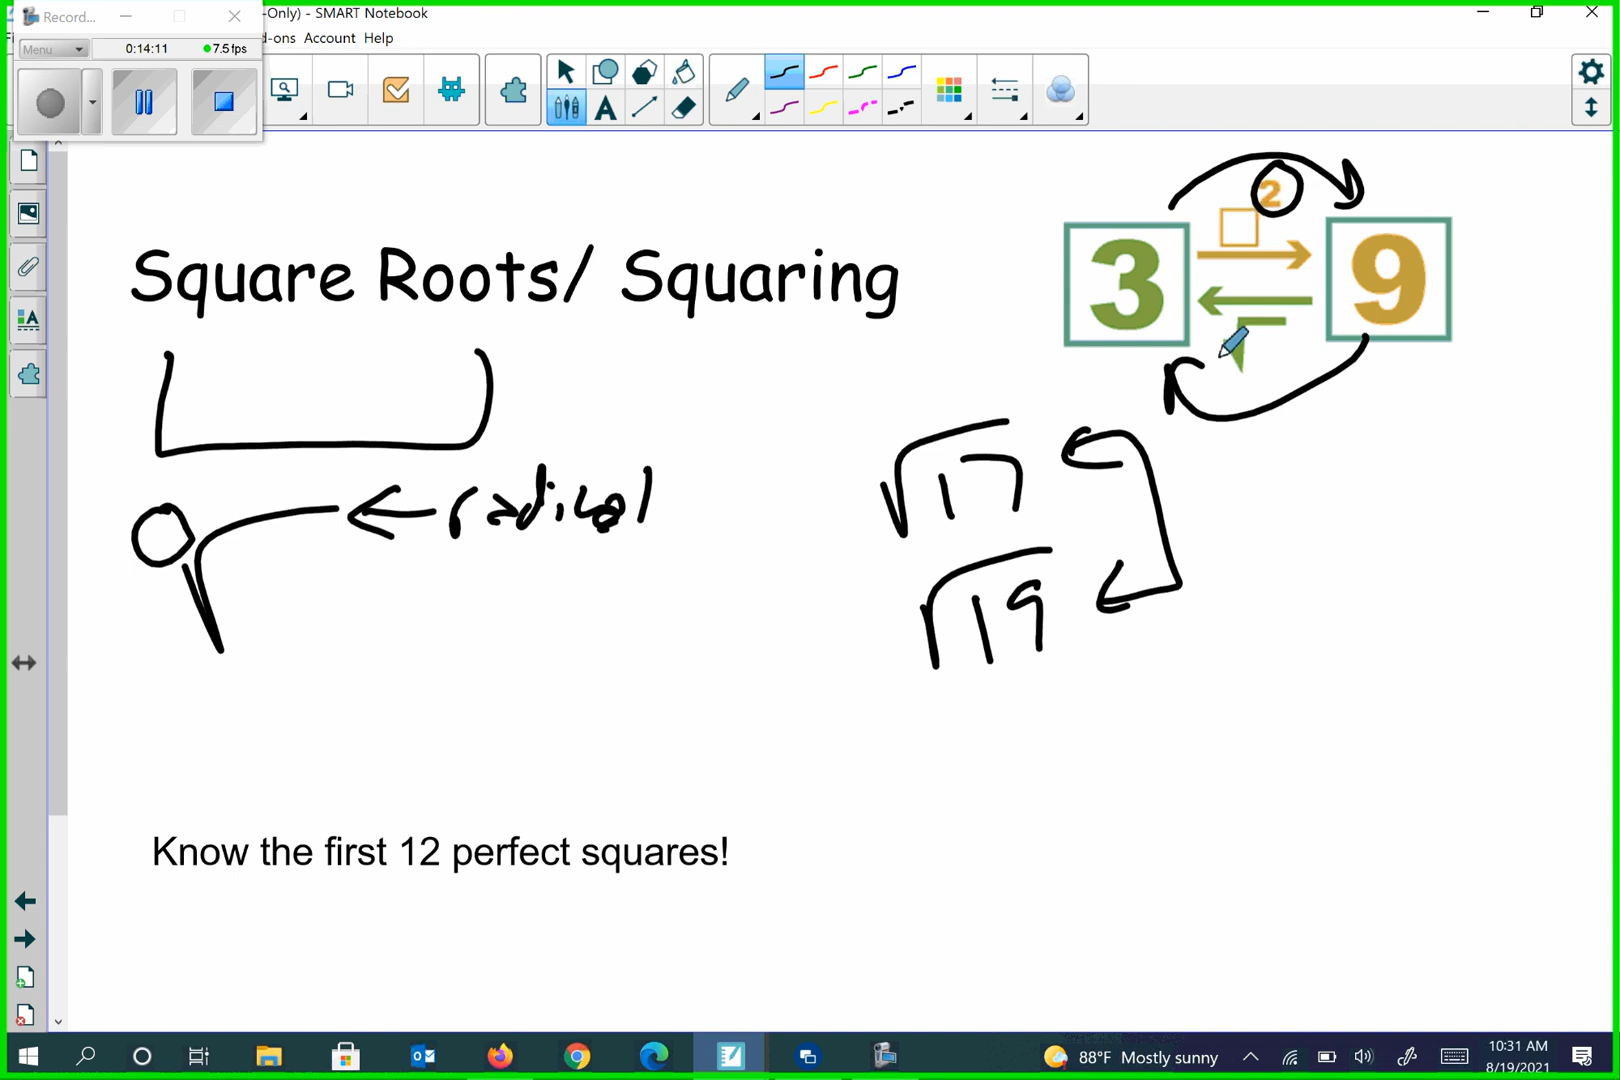 Record...
-Only) - SMART Notebook
Menu
0:14:11
7.5 fps
d-ons Account Help
2
3
9
Square Roots/ Squaring
radical
√17
√19
Know the first 12 perfect squares!
88°F Mostly sunny
10:31 AM
8/19/2021